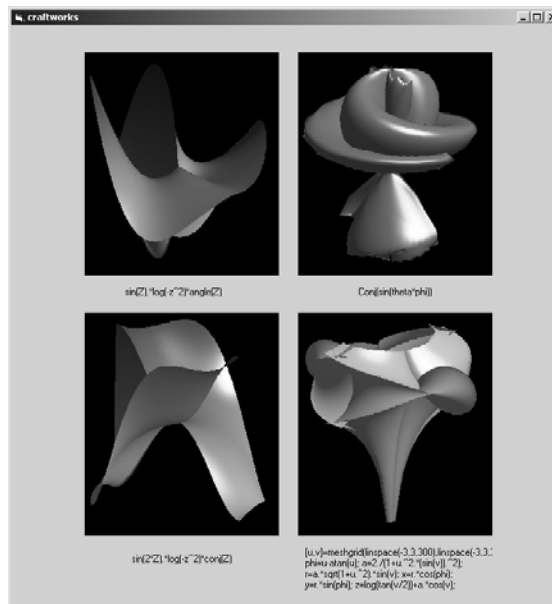 craftworks
sin(Z).*log(-z^2)*angle(Z)
Conj(sin(theta*phi))
sin(2*Z).*log(-z^2)*conj(Z)
[u,v]=meshgrid(linspace(-3,3,300),linspace(-3,3,
phi=u-atan(u); a=2./(1+u.^2.*(sin(v)).^2);
r=a.*sqrt(1+u.^2).*sin(v); x=r.*cos(phi);
y=r.*sin(phi); z=log(tan(v/2))+a.*cos(v);